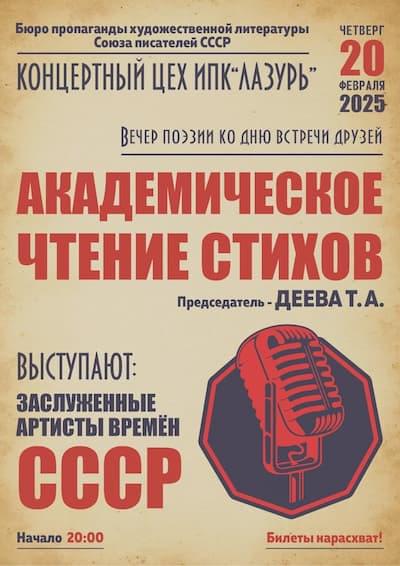 Бюро пропаганды художественной литературы
Союза писателей СССР
КОНЦЕРТНЫЙ ЦЕХ ИПК“ЛАЗУРЬ”
ЧЕТВЕРГ
20
ФЕВРАЛЯ
2025
Вечер поэзии ко дню встречи друзей
АКАДЕМИЧЕСКОЕ
ЧТЕНИЕ СТИХОВ
Председатель - ДЕЕВА Т. А.
ВЫСТУПАЮТ:
ЗАСЛУЖЕННЫЕ
АРТИСТЫ ВРЕМЁН
СССР
Начало 20:00
Билеты нарасхват!